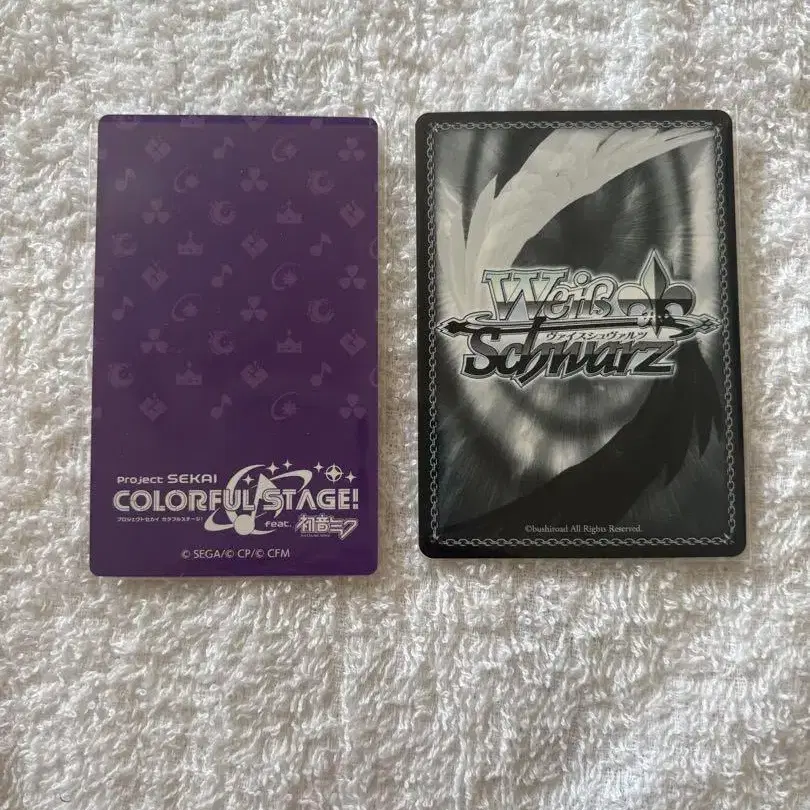 Project SEKAI
COLORFUL STAGE!
プロジェクトセカイ カラフルステージ!
feat. 初音ミク
© SEGA/© CP/© CFM
Weiß
ヴァイスシュヴァルツ
Schwarz
©bushiroad All Rights Reserved.